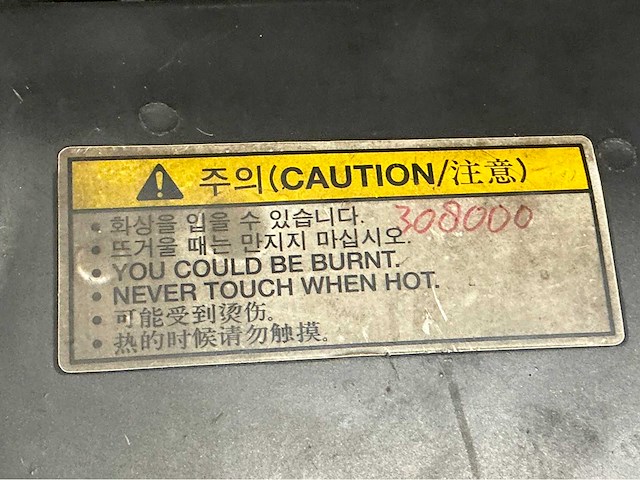 주의(CAUTION/注意)
• 화상을 입을 수 있습니다.
308000
• 뜨거울 때는 만지지 마십시오.
• YOU COULD BE BURNT.
• NEVER TOUCH WHEN HOT.
• 可能受到烫伤。
• 热的时候请勿触摸。